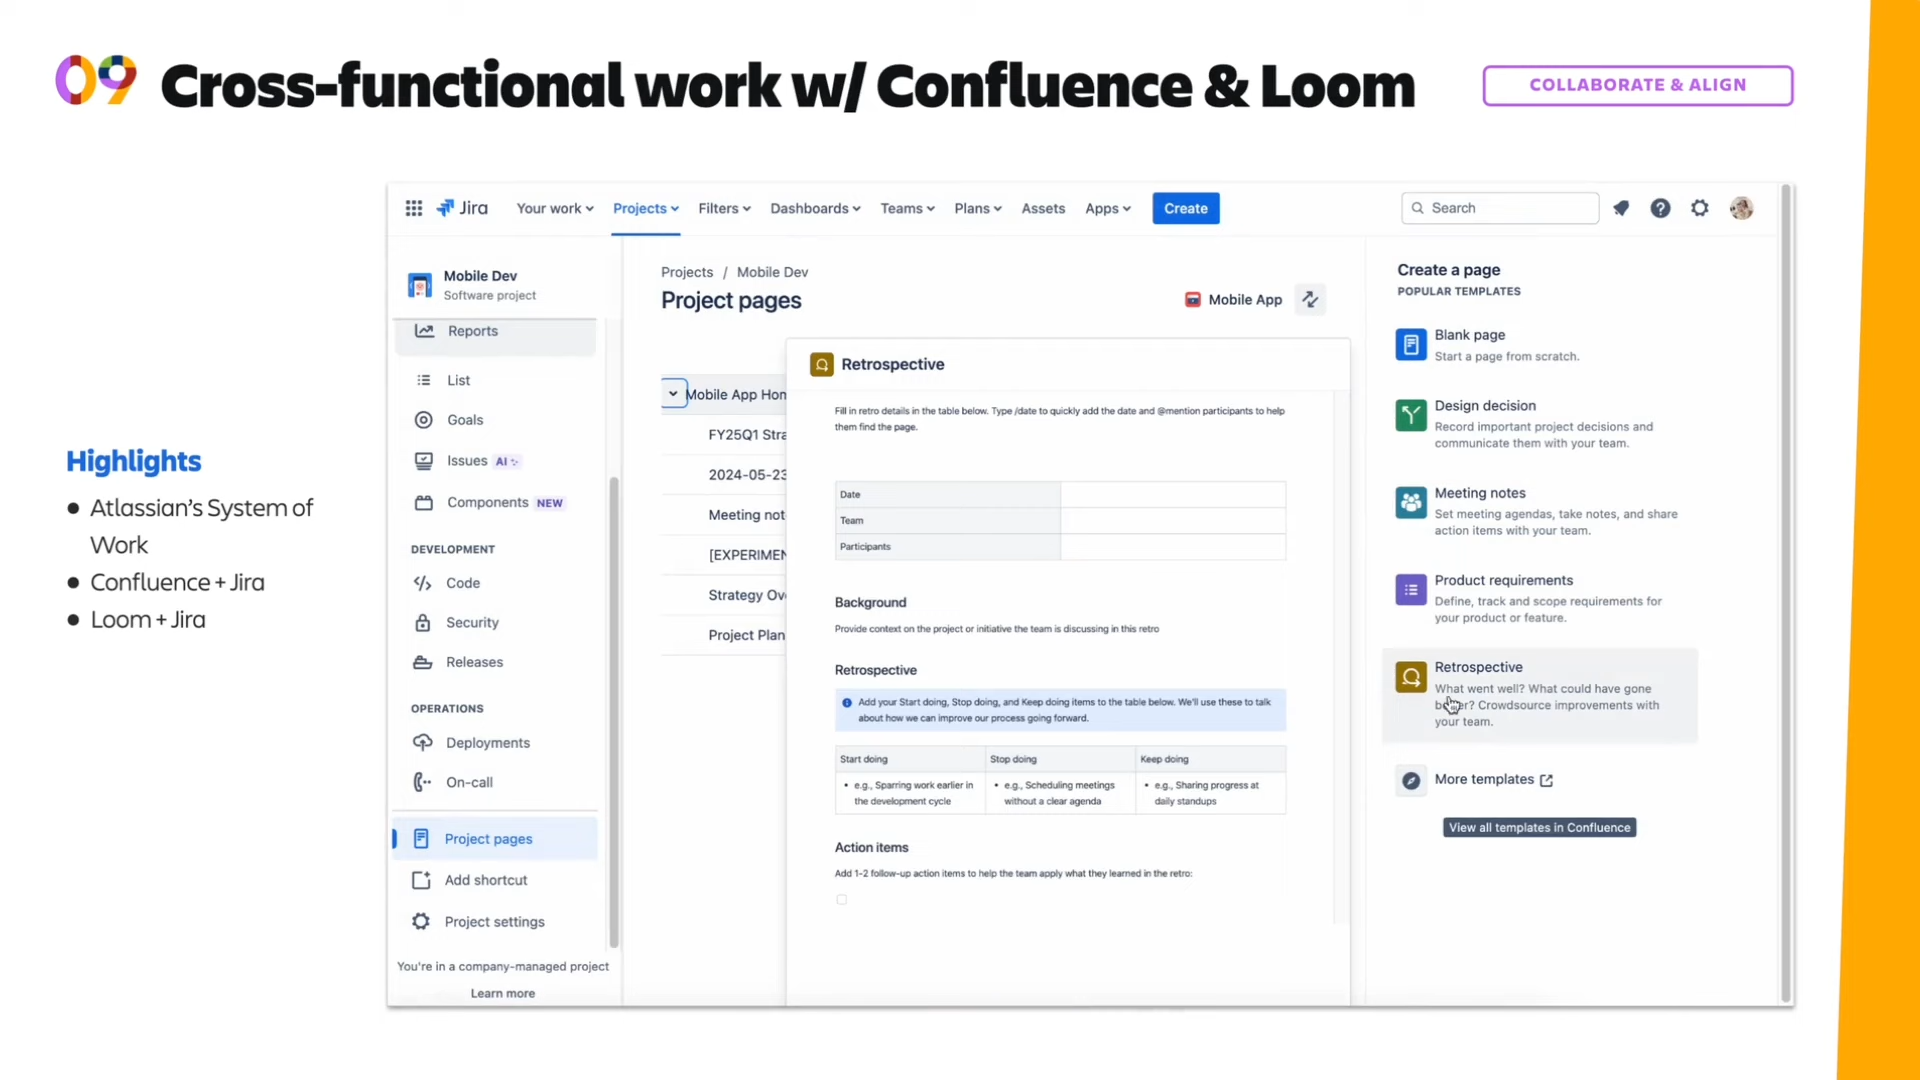 09 Cross-functional work w/ Confluence & Loom
COLLABORATE & ALIGN
Highlights
• Atlassian's System of
Work
• Confluence + Jira
• Loom + Jira
Jira
Your work
Projects
Filters
Dashboards
Teams
Plans
Assets
Apps
Create
Search
Mobile Dev
Software project
Reports
List
Goals
Issues AI
Components NEW
DEVELOPMENT
Code
Security
Releases
OPERATIONS
Deployments
On-call
Project pages
Add shortcut
Project settings
You're in a company-managed project
Learn more
Projects / Mobile Dev
Project pages
Mobile App
Mobile App Hom
FY25Q1 Stra
2024-05-23
Meeting not
[EXPERIMEN
Strategy Ov
Project Plan
Retrospective
Fill in retro details in the table below. Type /date to quickly add the date and @mention participants to help
them find the page.
Date
Team
Participants
Background
Provide context on the project or initiative the team is discussing in this retro
Retrospective
Add your Start doing, Stop doing, and Keep doing items to the table below. We'll use these to talk
about how we can improve our process going forward.
Start doing
Stop doing
Keep doing
• e.g., Sparring work earlier in
the development cycle
• e.g., Scheduling meetings
without a clear agenda
• e.g., Sharing progress at
daily standups
Action items
Add 1-2 follow-up action items to help the team apply what they learned in the retro:
Create a page
POPULAR TEMPLATES
Blank page
Start a page from scratch.
Design decision
Record important project decisions and
communicate them with your team.
Meeting notes
Set meeting agendas, take notes, and share
action items with your team.
Product requirements
Define, track and scope requirements for
your product or feature.
Retrospective
What went well? What could have gone
better? Crowdsource improvements with
your team.
More templates
View all templates in Confluence